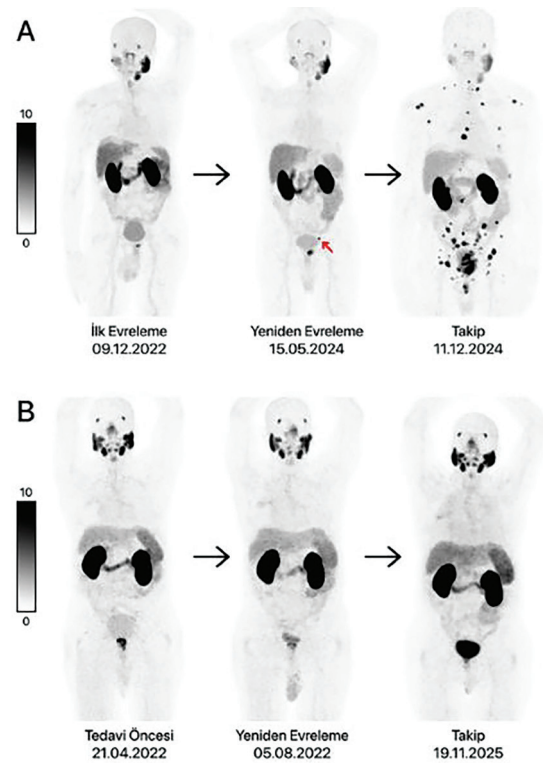 A
10
0
İlk Evreleme
09.12.2022
Yeniden Evreleme
15.05.2024
Takip
11.12.2024
B
10
0
Tedavi Öncesi
21.04.2022
Yeniden Evreleme
05.08.2022
Takip
19.11.2025